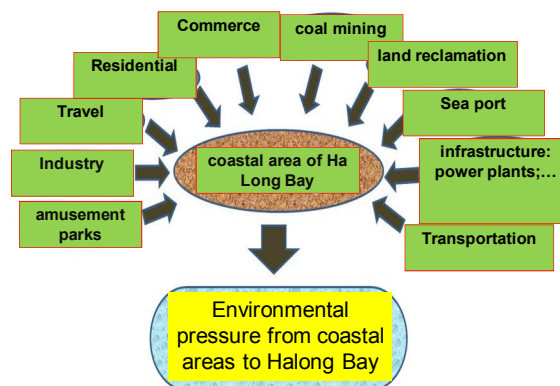 Commerce
coal mining
Residential
land reclamation
Travel
Sea port
Industry
coastal area of Ha
Long Bay
infrastructure:
power plants;...
amusement
parks
Transportation
Environmental
pressure from coastal
areas to Halong Bay